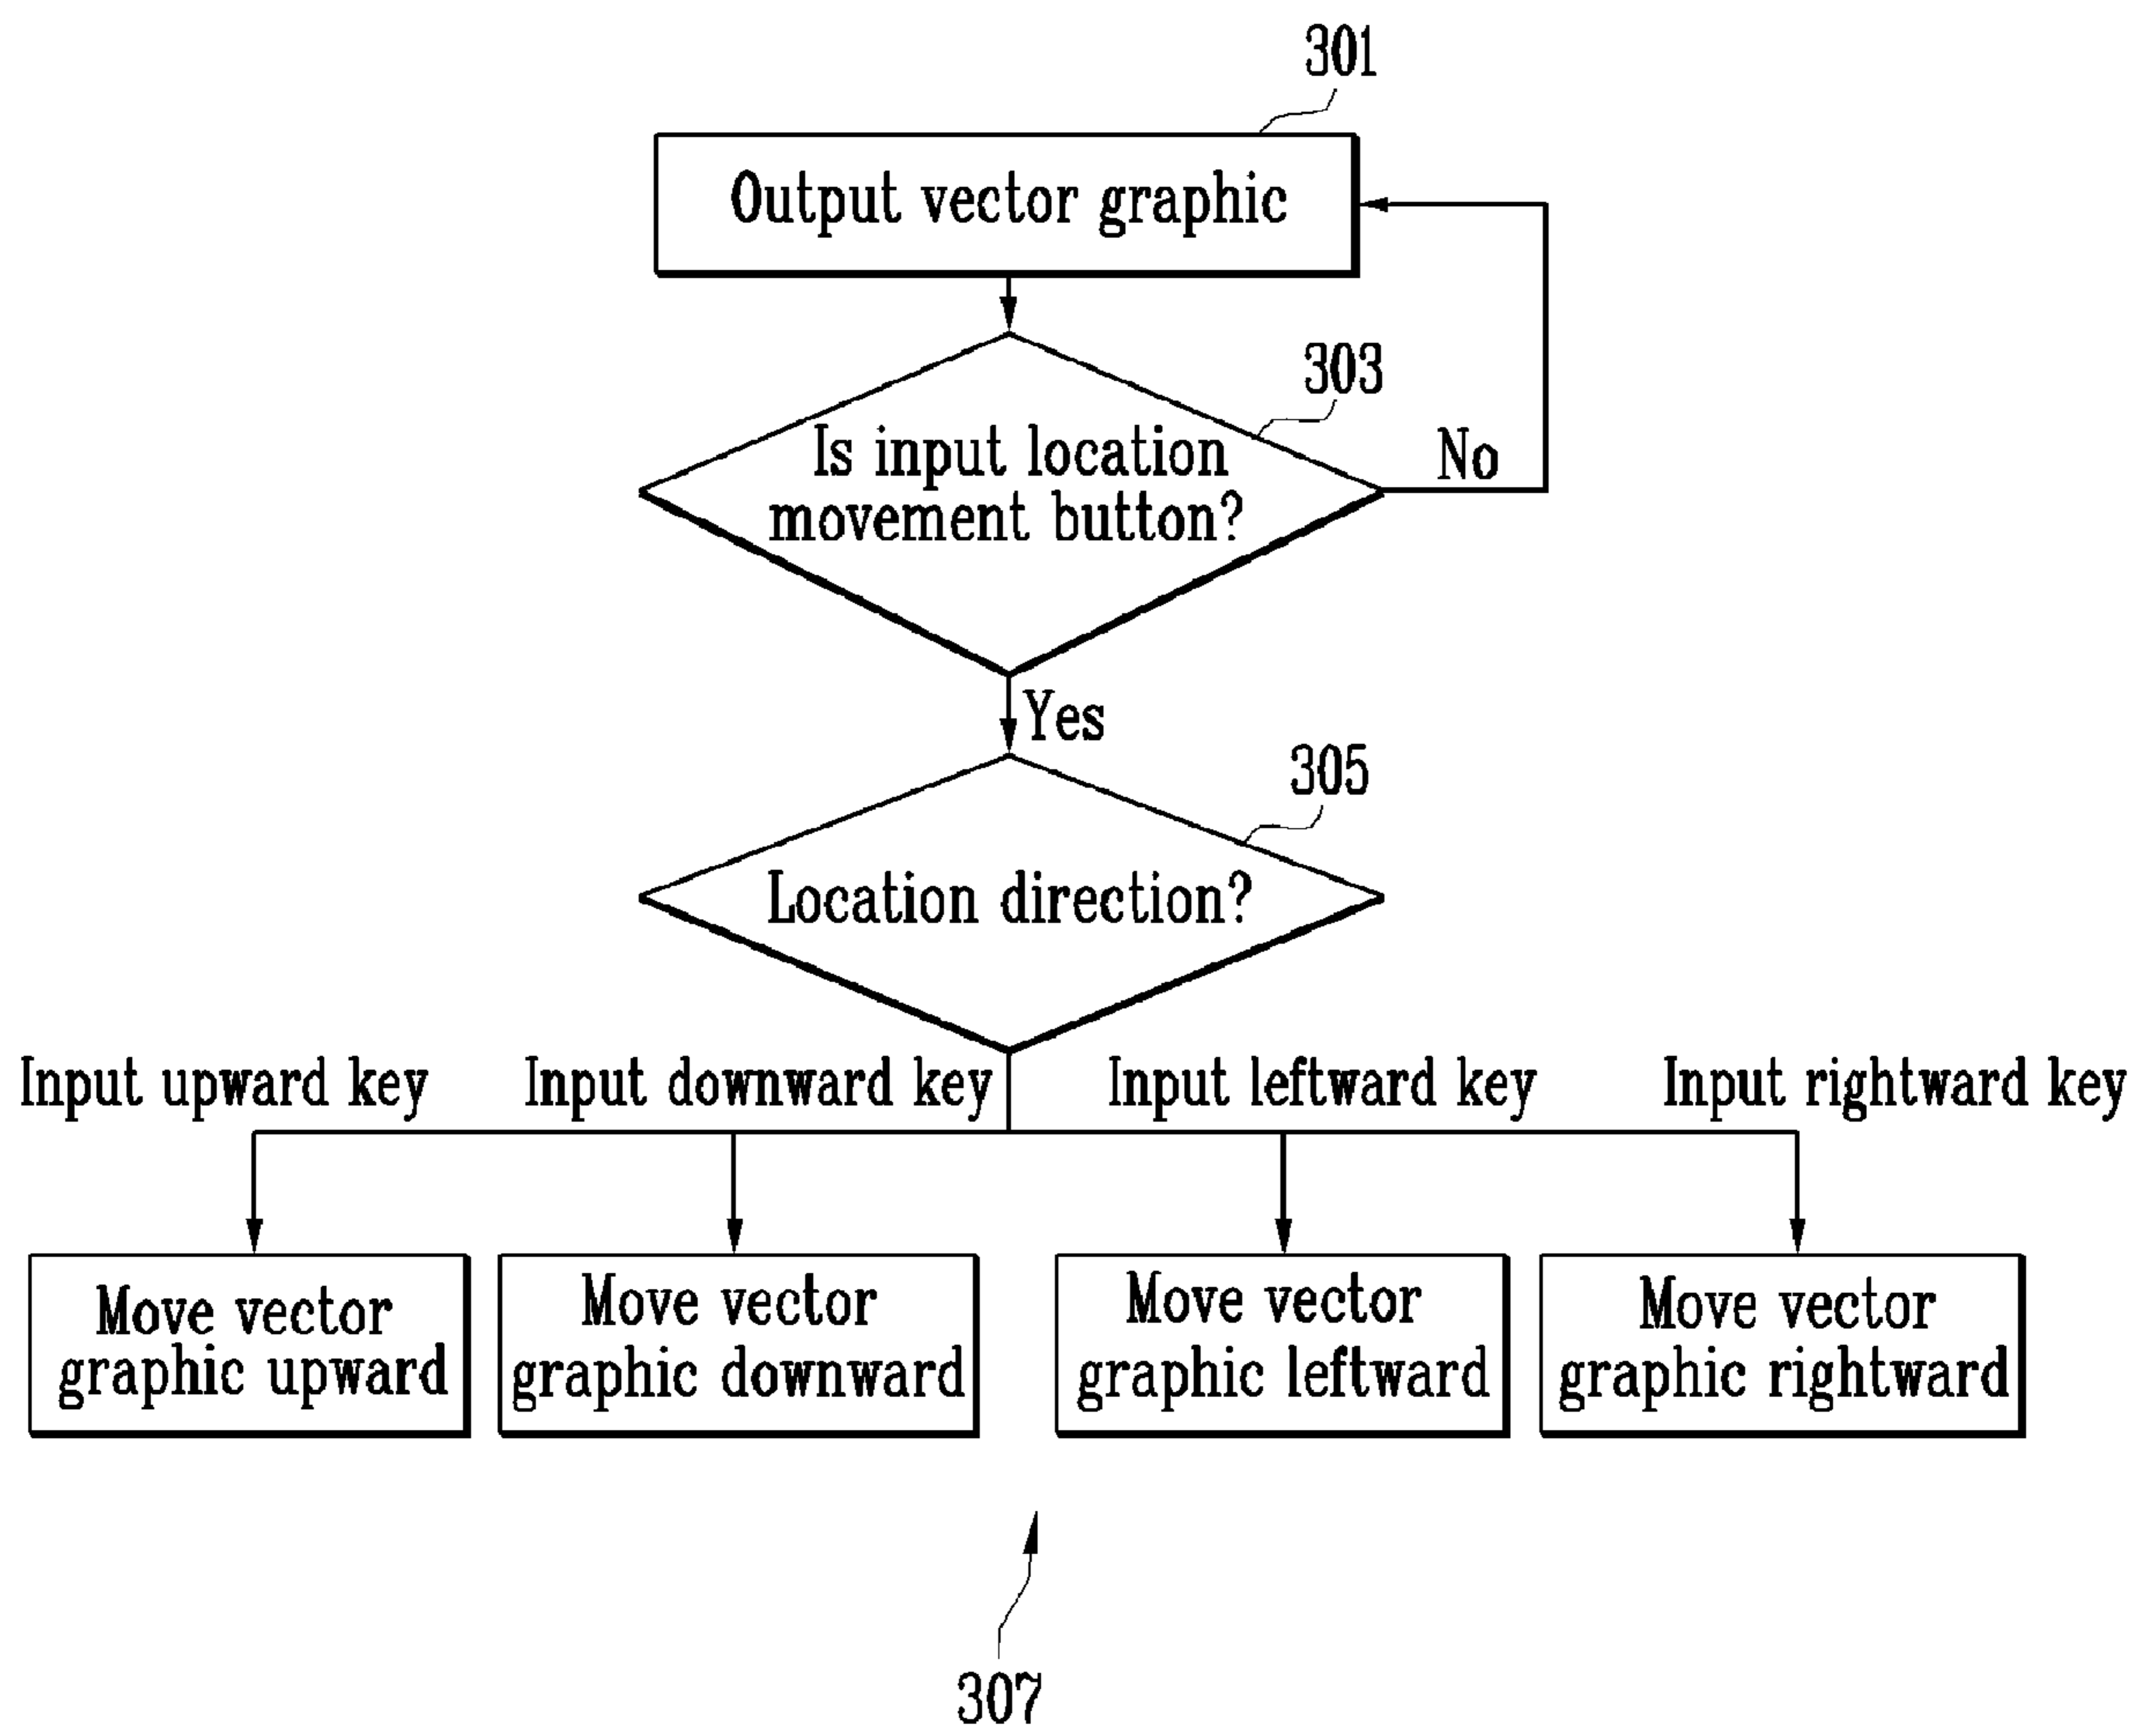 301
Output vector graphic
303
Is input location
movement button?
No
Yes
305
Location direction?
Input upward key
Input downward key
Input leftward key
Input rightward key
Move vector
graphic upward
Move vector
graphic downward
Move vector
graphic leftward
Move vector
graphic rightward
307